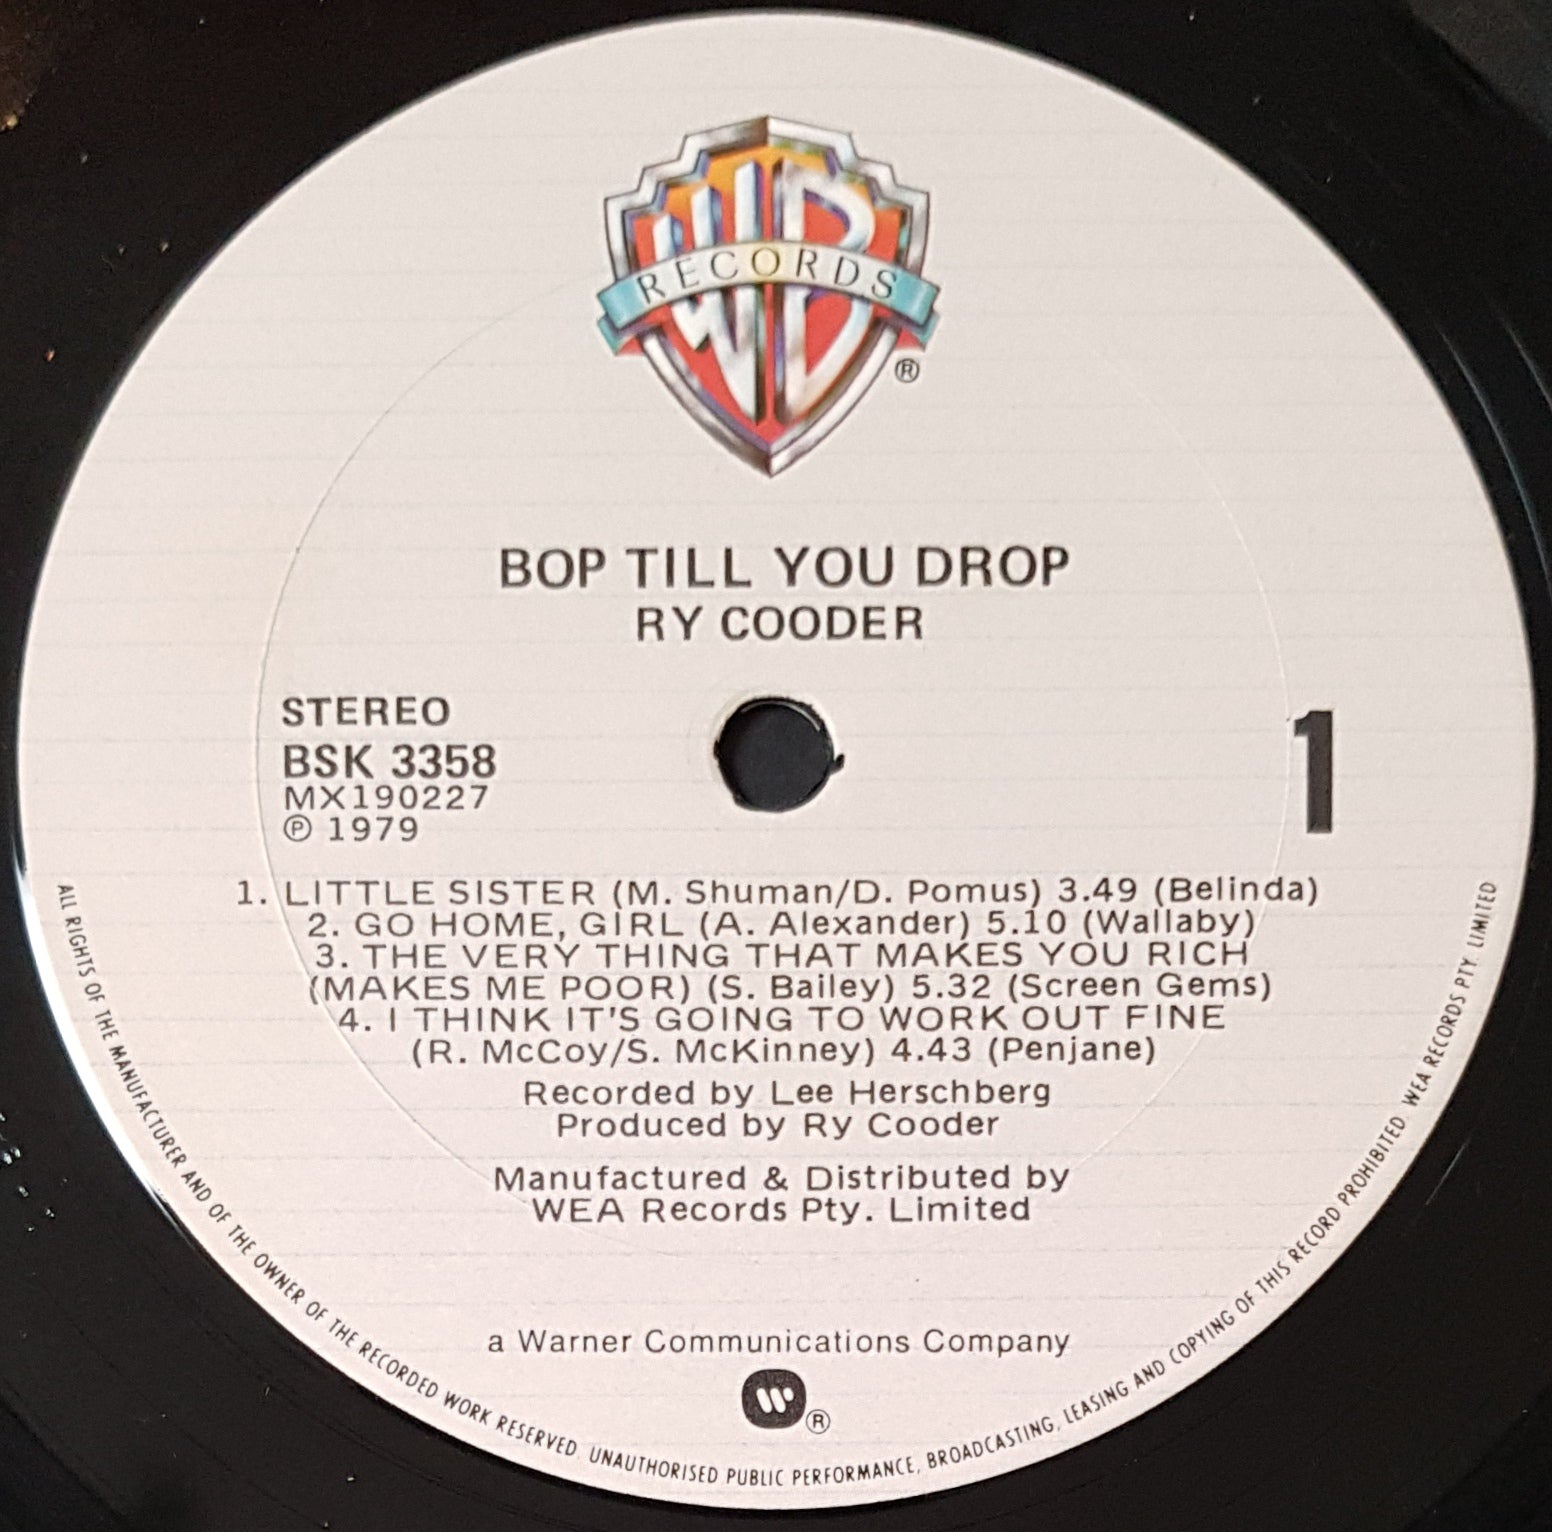 WB
RECORDS
®
BOP TILL YOU DROP
RY COODER
STEREO
BSK 3358
MX190227
℗ 1979
1
1. LITTLE SISTER (M. Shuman/D. Pomus) 3.49 (Belinda)
2. GO HOME, GIRL (A. Alexander) 5.10 (Wallaby)
3. THE VERY THING THAT MAKES YOU RICH
(MAKES ME POOR) (S. Bailey) 5.32 (Screen Gems)
4. I THINK IT'S GOING TO WORK OUT FINE
(R. McCoy/S. McKinney) 4.43 (Penjane)
Recorded by Lee Herschberg
Produced by Ry Cooder
Manufactured & Distributed by
WEA Records Pty. Limited
a Warner Communications Company
®
ALL RIGHTS OF THE MANUFACTURER AND OF THE OWNER OF THE RECORDED WORK RESERVED. UNAUTHORISED PUBLIC PERFORMANCE, BROADCASTING, LEASING AND COPYING OF THIS RECORD PROHIBITED. WEA RECORDS PTY. LIMITED